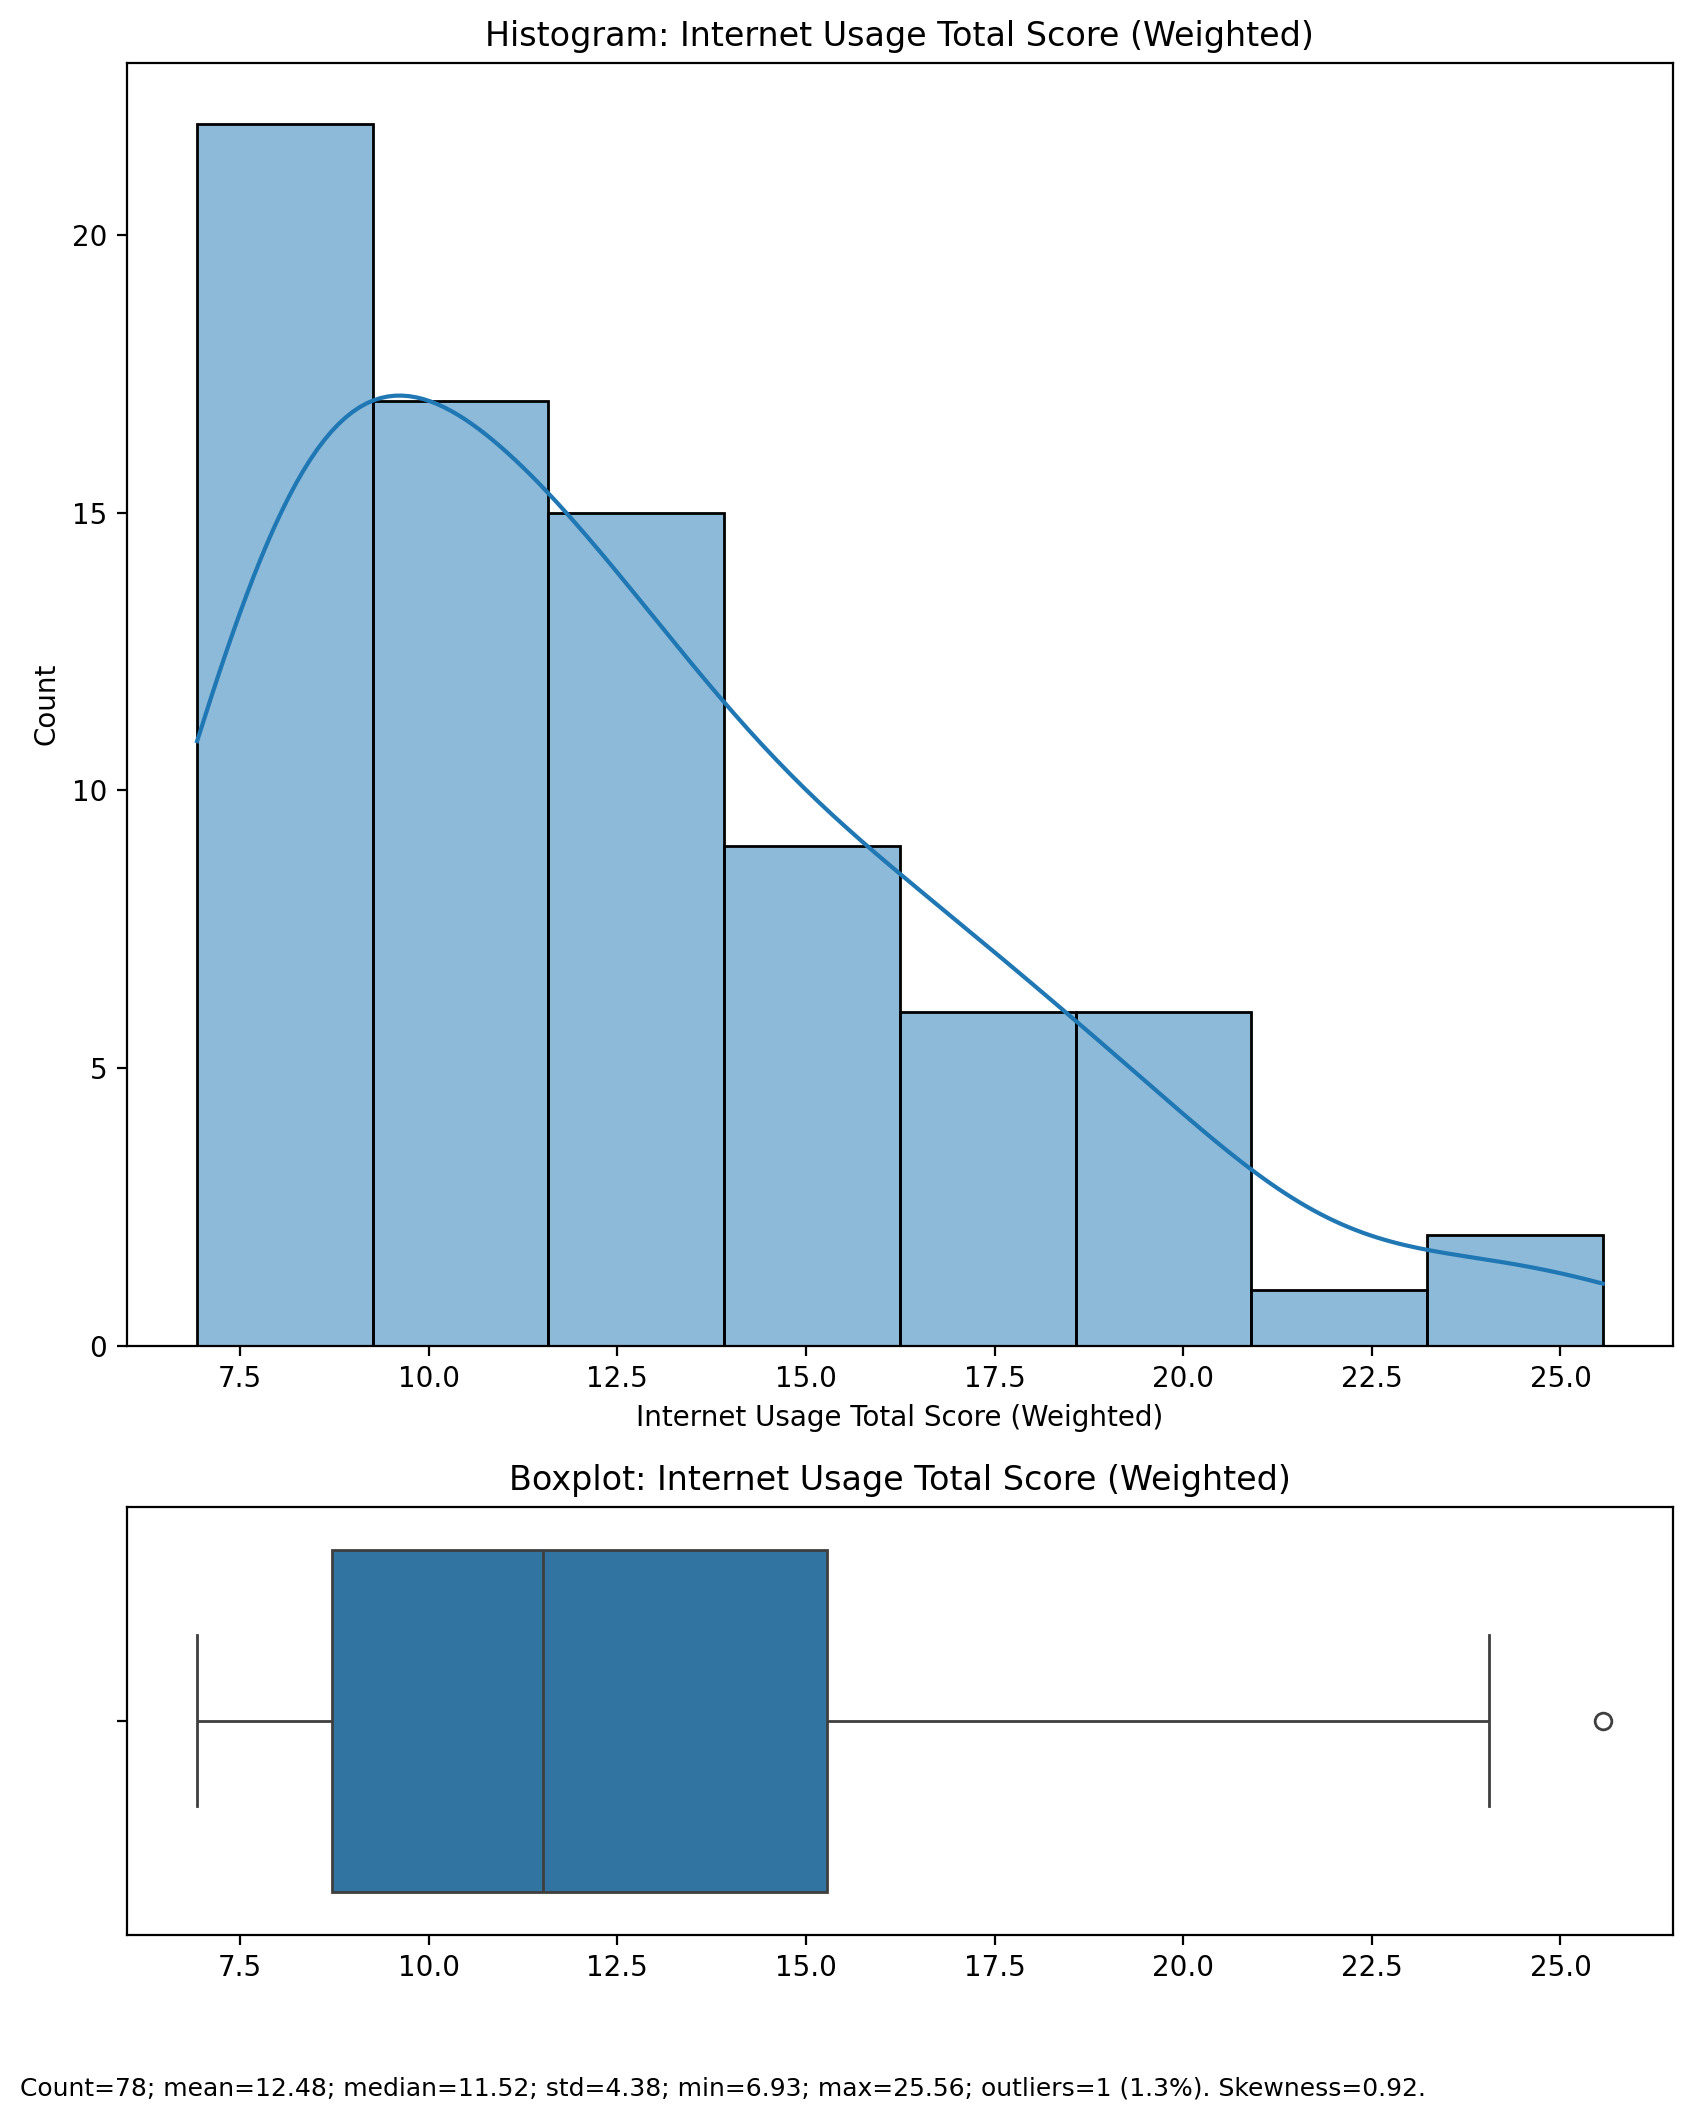 Histogram: Internet Usage Total Score (Weighted)
20
15
10
5
0
Count
7.5 10.0 12.5 15.0 17.5 20.0 22.5 25.0
Internet Usage Total Score (Weighted)
Boxplot: Internet Usage Total Score (Weighted)
7.5 10.0 12.5 15.0 17.5 20.0 22.5 25.0
Count=78; mean=12.48; median=11.52; std=4.38; min=6.93; max=25.56; outliers=1 (1.3%). Skewness=0.92.